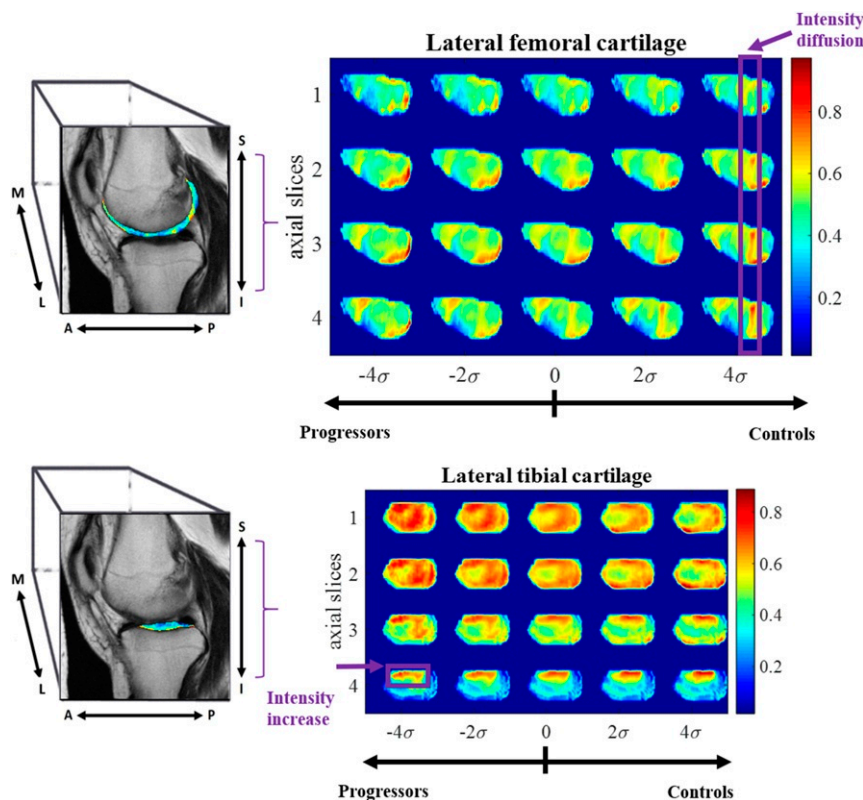 Intensity
diffusion
Lateral femoral cartilage
S
M
L
I
A
P
axial slices
1
2
3
4
0.8
0.6
0.4
0.2
-4σ
-2σ
0
2σ
4σ
Progressors
Controls
Lateral tibial cartilage
S
M
L
I
A
P
axial slices
1
2
3
4
Intensity
increase
0.8
0.6
0.4
0.2
-4σ
-2σ
0
2σ
4σ
Progressors
Controls